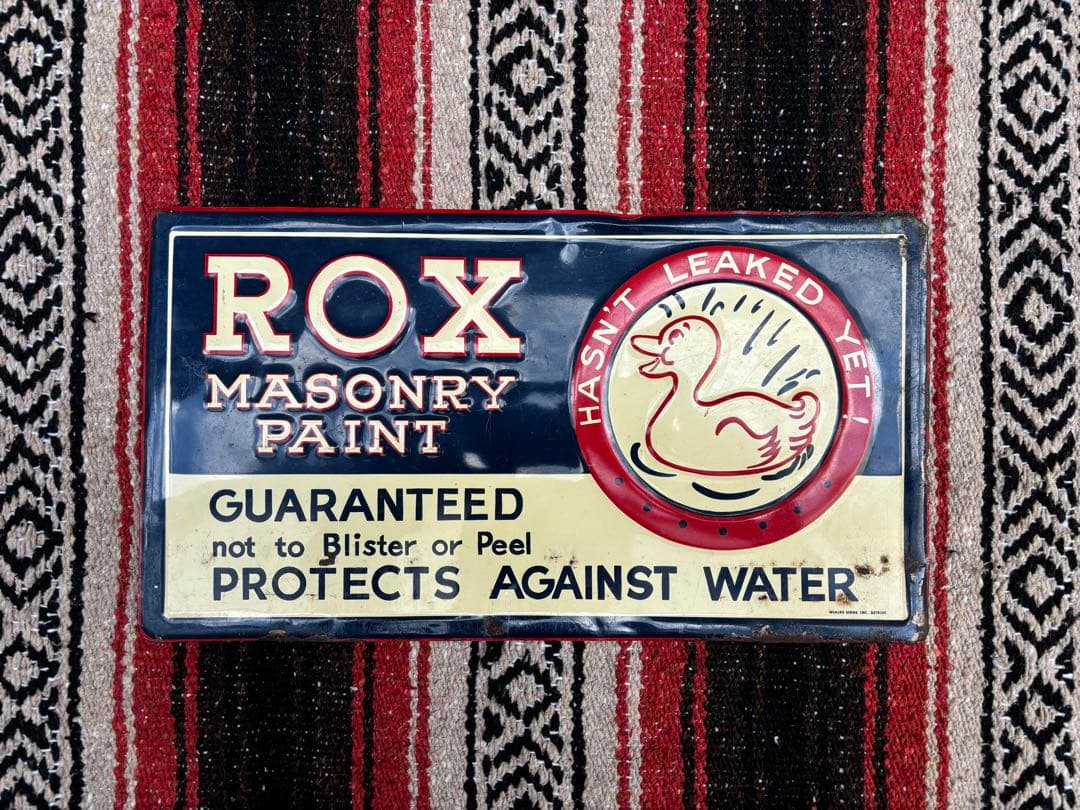 ROX
MASONRY
PAINT
HASN'T LEAKED YET!
GUARANTEED
not to Blister or Peel
PROTECTS AGAINST WATER